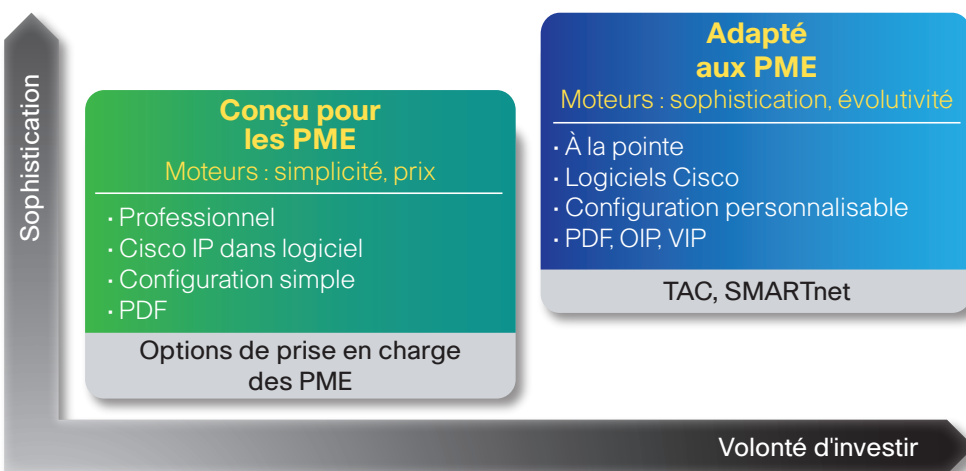 Sophistication
Conçu pour
les PME
Moteurs : simplicité, prix
· Professionnel
· Cisco IP dans logiciel
· Configuration simple
· PDF
Options de prise en charge
des PME
Adapté
aux PME
Moteurs : sophistication, évolutivité
· À la pointe
· Logiciels Cisco
· Configuration personnalisable
· PDF, OIP, VIP
TAC, SMARTnet
Volonté d'investir